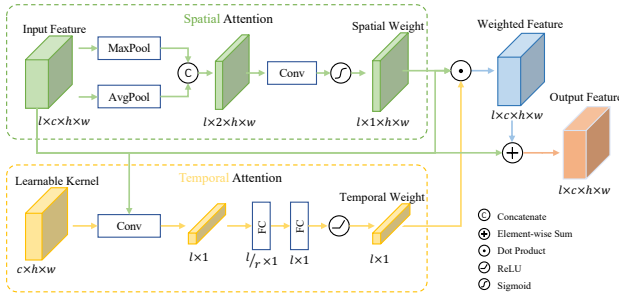 Spatial Attention
Input Feature
MaxPool
AvgPool
l×c×h×w
C
l×2×h×w
Conv
Spatial Weight
l×1×h×w
Weighted Feature
l×c×h×w
Output Feature
l×c×h×w
Temporal Attention
Learnable Kernel
c×h×w
Conv
l×1
FC
l/r×1
FC
l×1
Temporal Weight
l×1
C Concatenate
Element-wise Sum
Dot Product
ReLU
Sigmoid